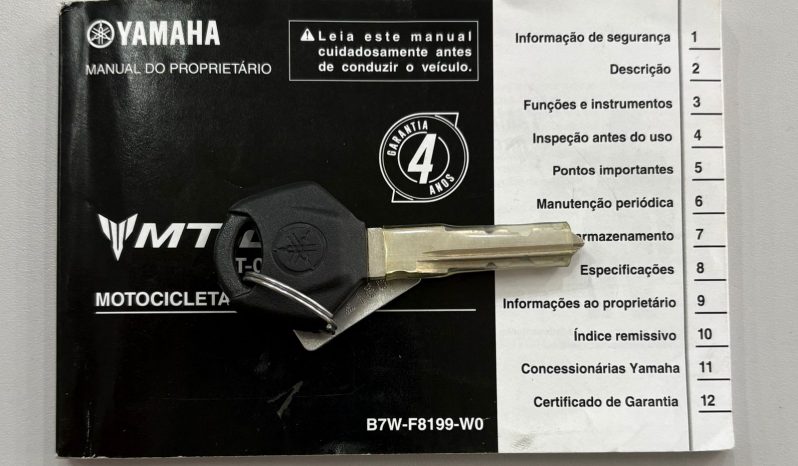 YAMAHA
MANUAL DO PROPRIETÁRIO
Leia este manual
cuidadosamente antes
de conduzir o veículo.
GARANTIA
4
ANOS
MT
MOTOCICLETA
B7W-F8199-W0
Informação de segurança 1
Descrição 2
Funções e instrumentos 3
Inspeção antes do uso 4
Pontos importantes 5
Manutenção periódica 6
rmazenamento 7
Especificações 8
Informações ao proprietário 9
Índice remissivo 10
Concessionárias Yamaha 11
Certificado de Garantia 12